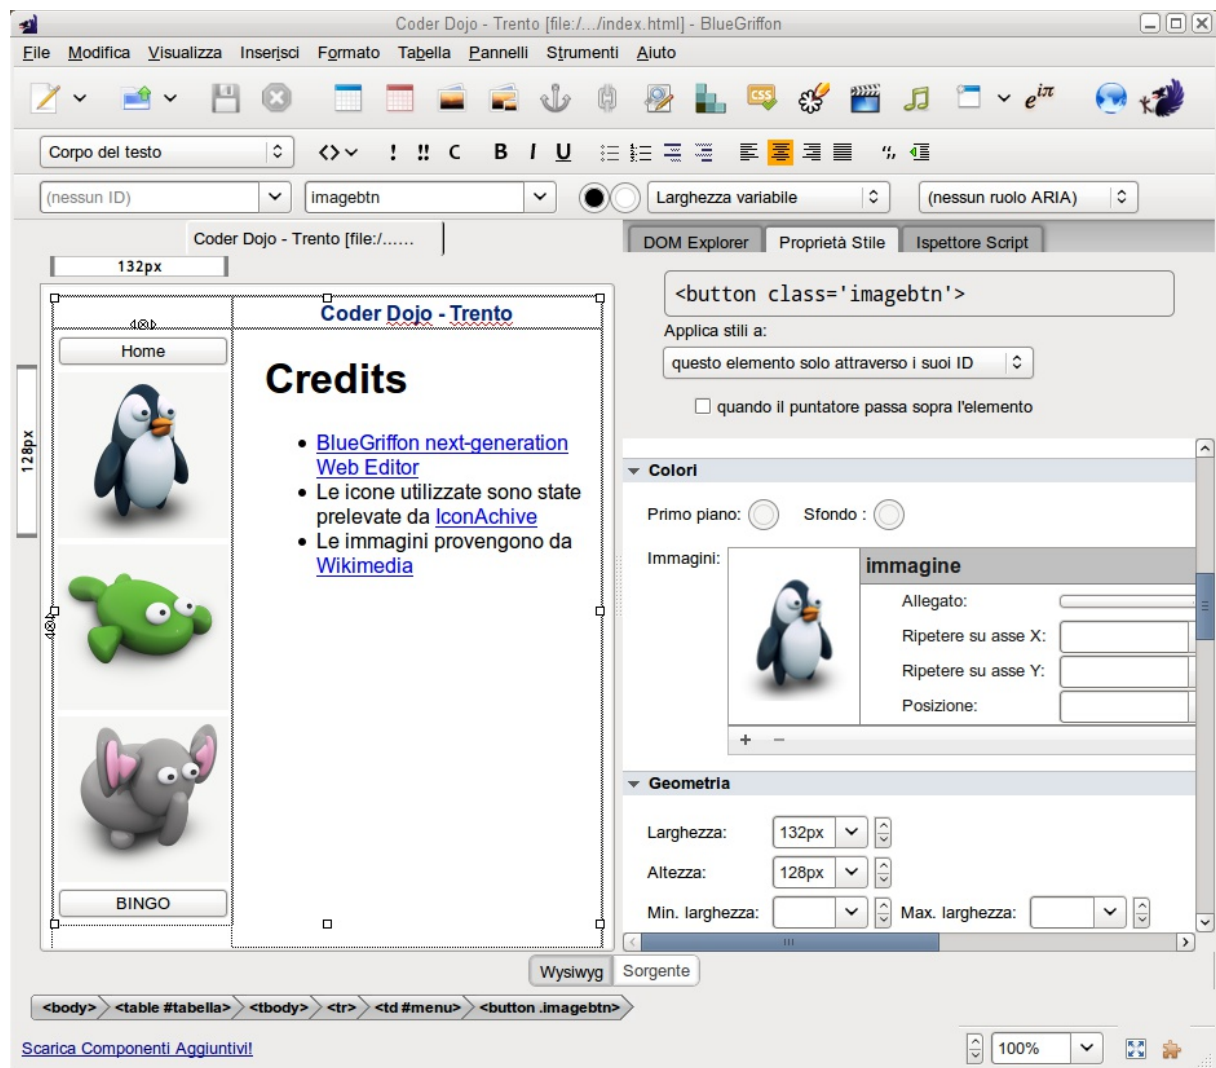 Coder Dojo - Trento [file:/.../index.html] - BlueGriffon
File Modifica Visualizza Inserisci Formato Tabella Pannelli Strumenti Aiuto
CSS
e^iπ
Corpo del testo
! !! C B I U
(nessun ID) imagebtn Larghezza variabile (nessun ruolo ARIA)
Coder Dojo - Trento [file:/......
DOM Explorer Proprietà Stile Ispettore Script
132px
128px
Coder Dojo - Trento
Home
BINGO
Credits
BlueGriffon next-generation
Web Editor
Le icone utilizzate sono state
prelevate da IconAchive
Le immagini provengono da
Wikimedia
<button class='imagebtn'>
Applica stili a:
questo elemento solo attraverso i suoi ID
quando il puntatore passa sopra l'elemento
Colori
Primo piano: Sfondo :
Immagini:
immagine
Allegato:
Ripetere su asse X:
Ripetere su asse Y:
Posizione:
+ −
Geometria
Larghezza: 132px
Altezza: 128px
Min. larghezza: Max. larghezza:
Wysiwyg Sorgente
<body> <table #tabella> <tbody> <tr> <td #menu> <button .imagebtn>
Scarica Componenti Aggiuntivi!
100%